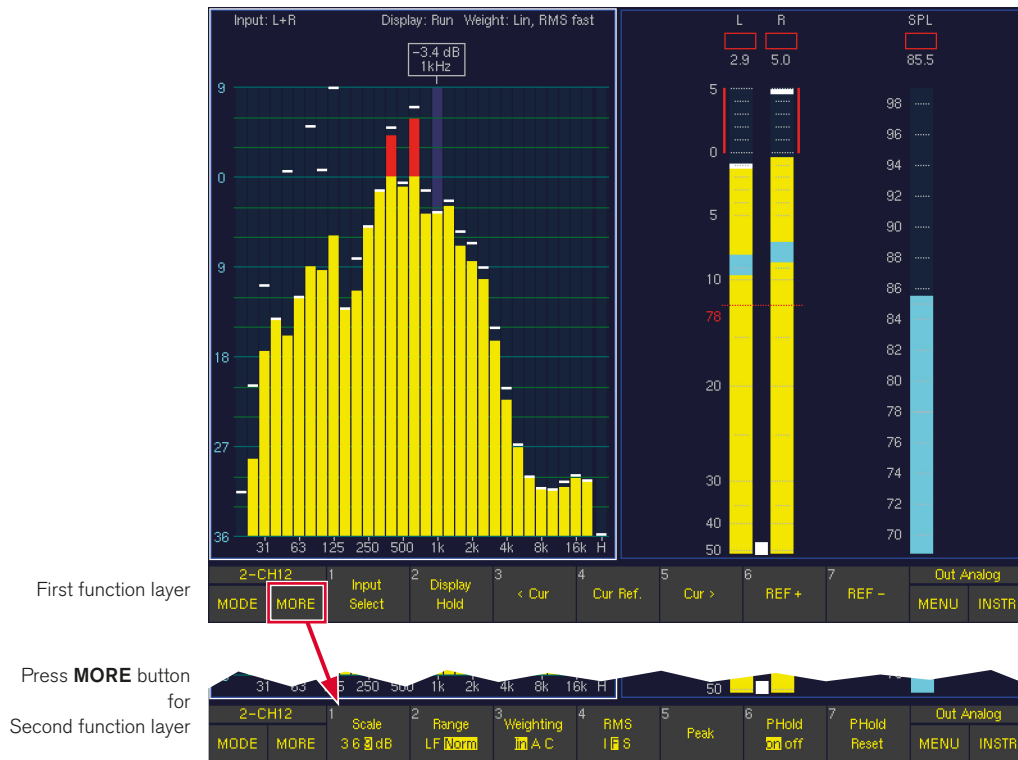 Input: L+R Display: Run Weight: Lin, RMS fast
-3.4 dB
1kHz
9
0
9
18
27
36
31 63 125 250 500 1k 2k 4k 8k 16k H
L R SPL
2.9 5.0 85.5
5
0
5
10
78
20
30
40
50
98
96
94
92
90
88
86
84
82
80
78
76
74
72
70
First function layer
2-CH12
MODE MORE
1 Input Select
2 Display Hold
3 < Cur
4 Cur Ref.
5 Cur >
6 REF +
7 REF -
Out Analog
MENU INSTR
Press MORE button
for
Second function layer
31 63 5 250 500 1k 2k 4k 8k 16k H
50
2-CH12
MODE MORE
1 Scale 3 6 9 dB
2 Range LF Norm
3 Weighting lin A C
4 RMS I F S
5 Peak
6 PHold on off
7 PHold Reset
Out Analog
MENU INSTR